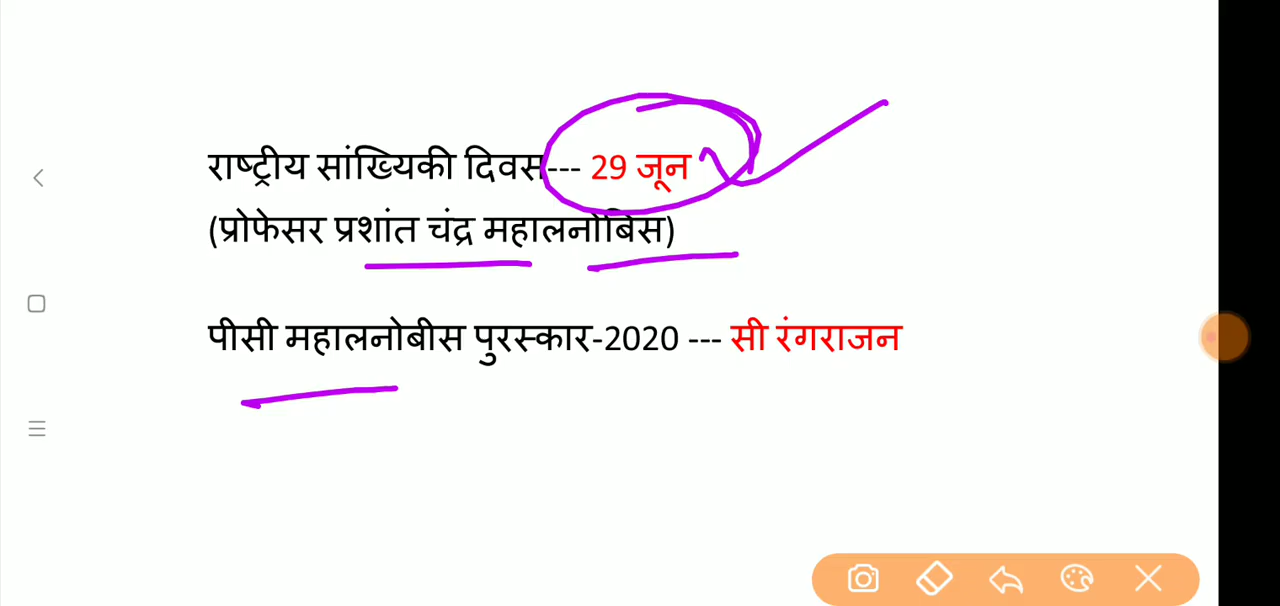 राष्ट्रीय सांख्यिकी दिवस--- 29 जून
(प्रोफेसर प्रशांत चंद्र महालनोबिस)
पीसी महालनोबीस पुरस्कार-2020 --- सी रंगराजन